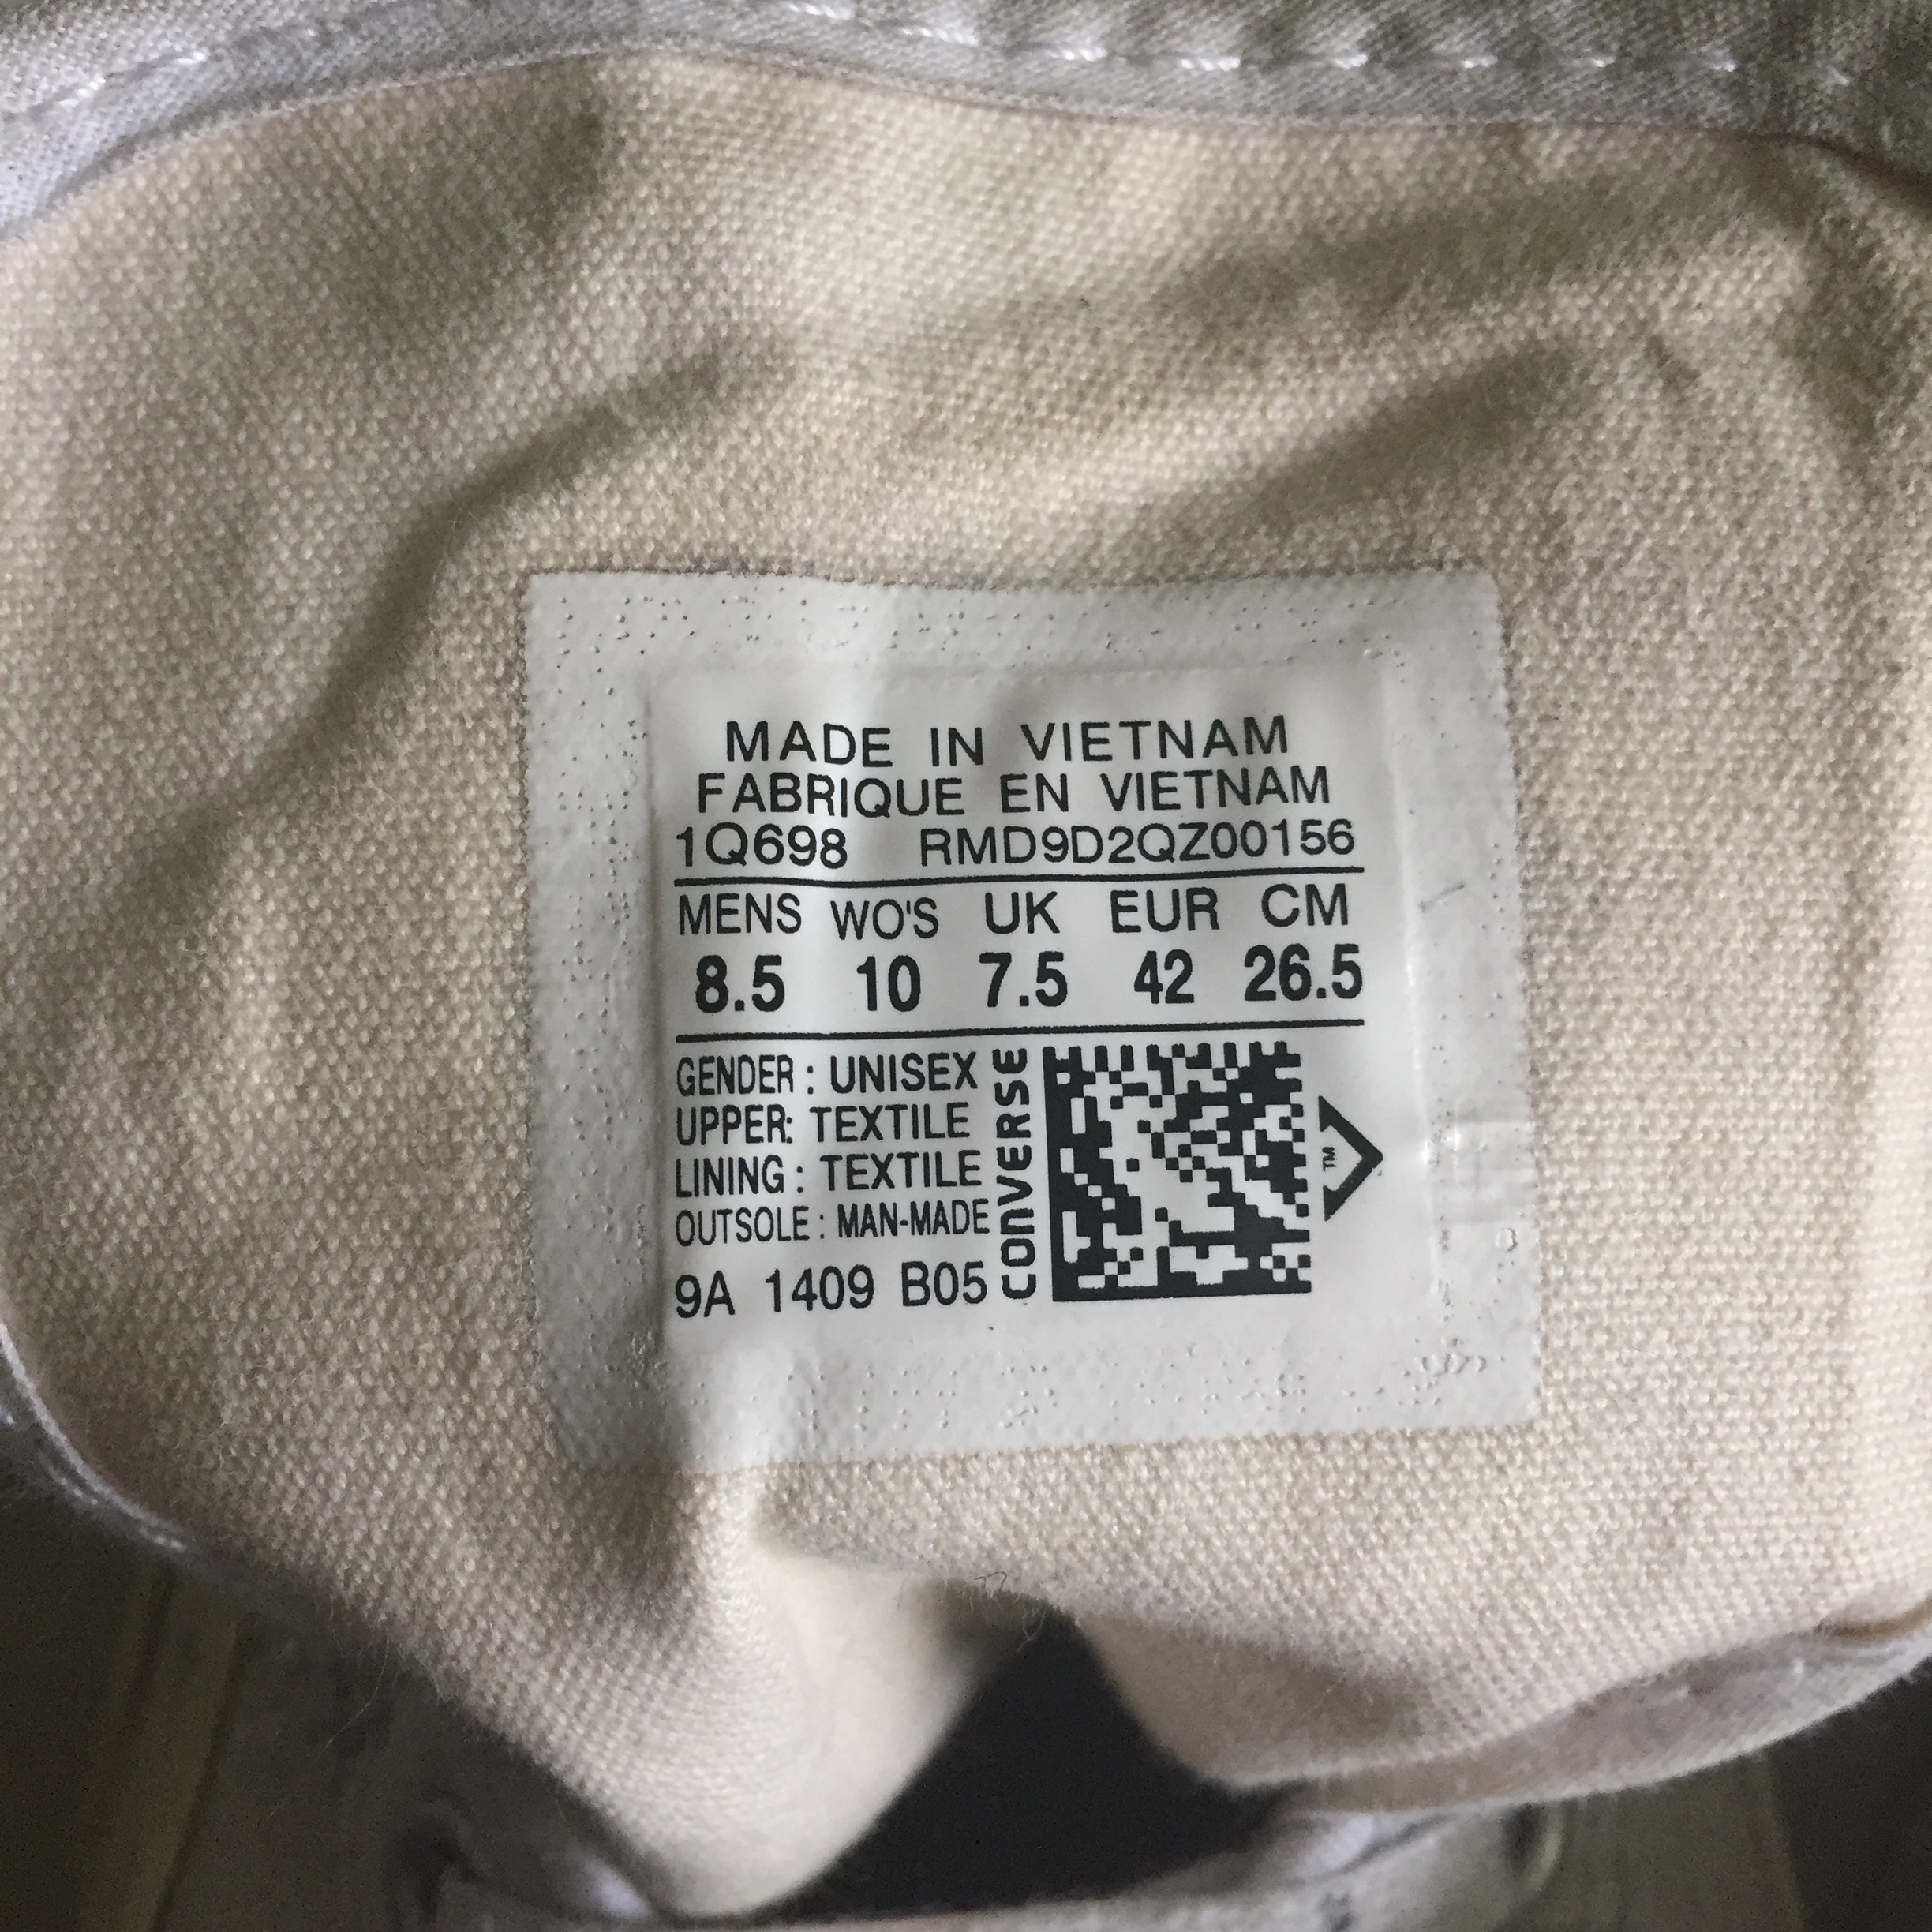 MADE IN VIETNAM
FABRIQUE EN VIETNAM
1Q698 RMD9D2QZ00156
MENS WO'S UK EUR CM
8.5 10 7.5 42 26.5
GENDER : UNISEX
UPPER: TEXTILE
LINING : TEXTILE
OUTSOLE : MAN-MADE
9A 1409 B05
CONVERSE
TM